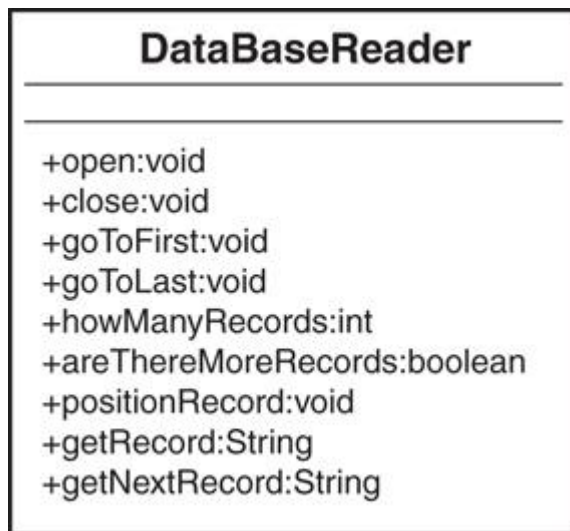 DataBaseReader
+open:void
+close:void
+goToFirst:void
+goToLast:void
+howManyRecords:int
+areThereMoreRecords:boolean
+positionRecord:void
+getRecord:String
+getNextRecord:String